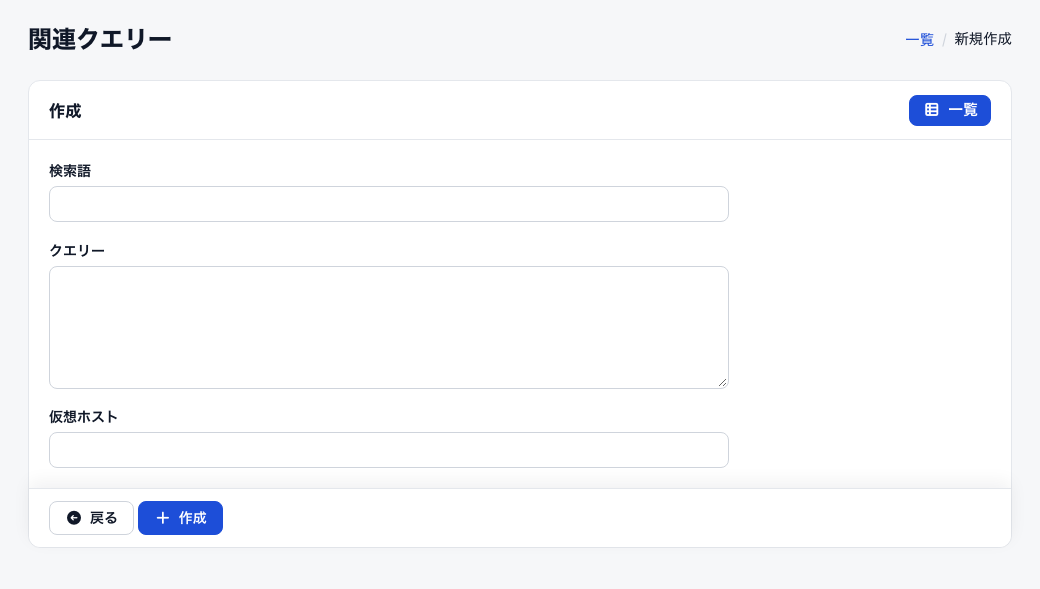 関連クエリー
一覧 / 新規作成
作成
一覧
検索語
クエリー
仮想ホスト
戻る
作成